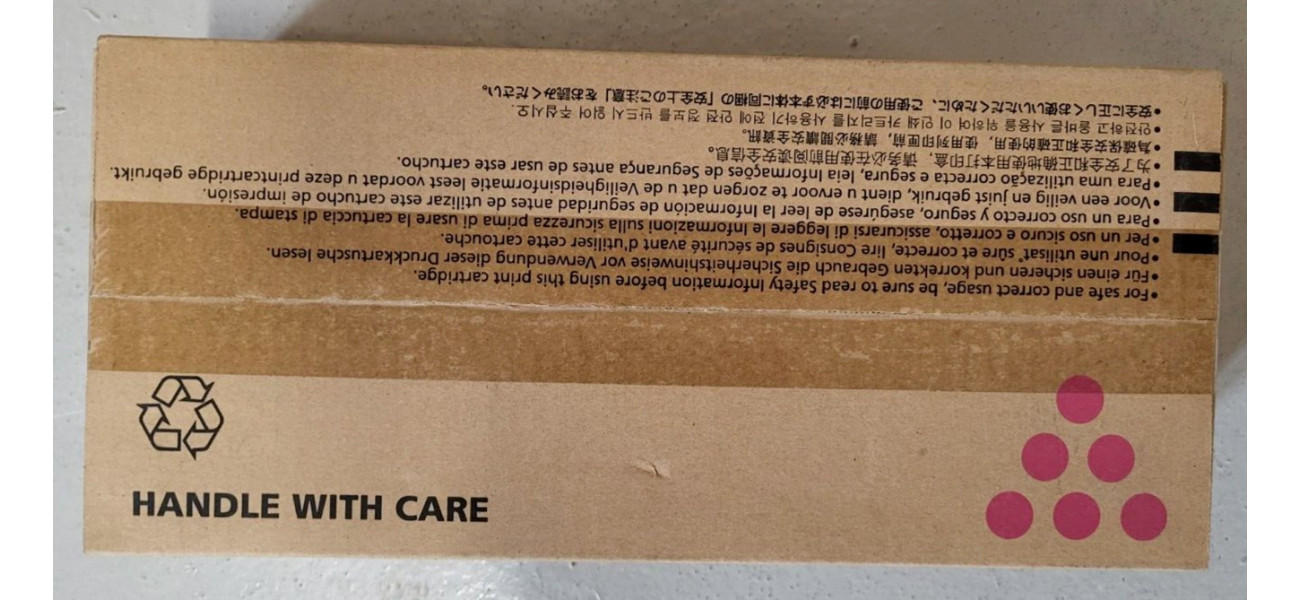 • For safe and correct usage, be sure to read Safety Information before using this print cartridge.
• Für einen sicheren und korrekten Gebrauch die Sicherheitshinweise vor Verwendung dieser Druckkartusche lesen.
• Pour une utilisat° sûre et correcte, lire Consignes de sécurité avant d'utiliser cette cartouche.
• Per un uso sicuro e corretto, assicurarsi di leggere le Informazioni sulla sicurezza prima di usare la cartuccia di stampa.
• Para un uso correcto y seguro, asegúrese de leer la Información de seguridad antes de utilizar este cartucho de impresión.
• Voor een veilig en juist gebruik, dient u ervoor te zorgen dat u de Veiligheidsinformatie leest voordat u deze printcartridge gebruikt.
• Para uma utilização correcta e segura, leia Informações de Segurança antes de usar este cartucho.
• 为了安全和正确地使用本打印盒，请务必在使用前阅读安全信息。
• 為確保安全和正確的使用，使用列印匣前，請務必閱讀安全資訊。
• 안전하고 올바른 사용을 위하여 이 인쇄 카트리지를 사용하기 전에 안전 정보를 반드시 읽어 주십시오.
• 安全に正しくお使いいただくために、ご使用の前には必ず本体に同梱の「安全上のご注意」をお読みください。
HANDLE WITH CARE